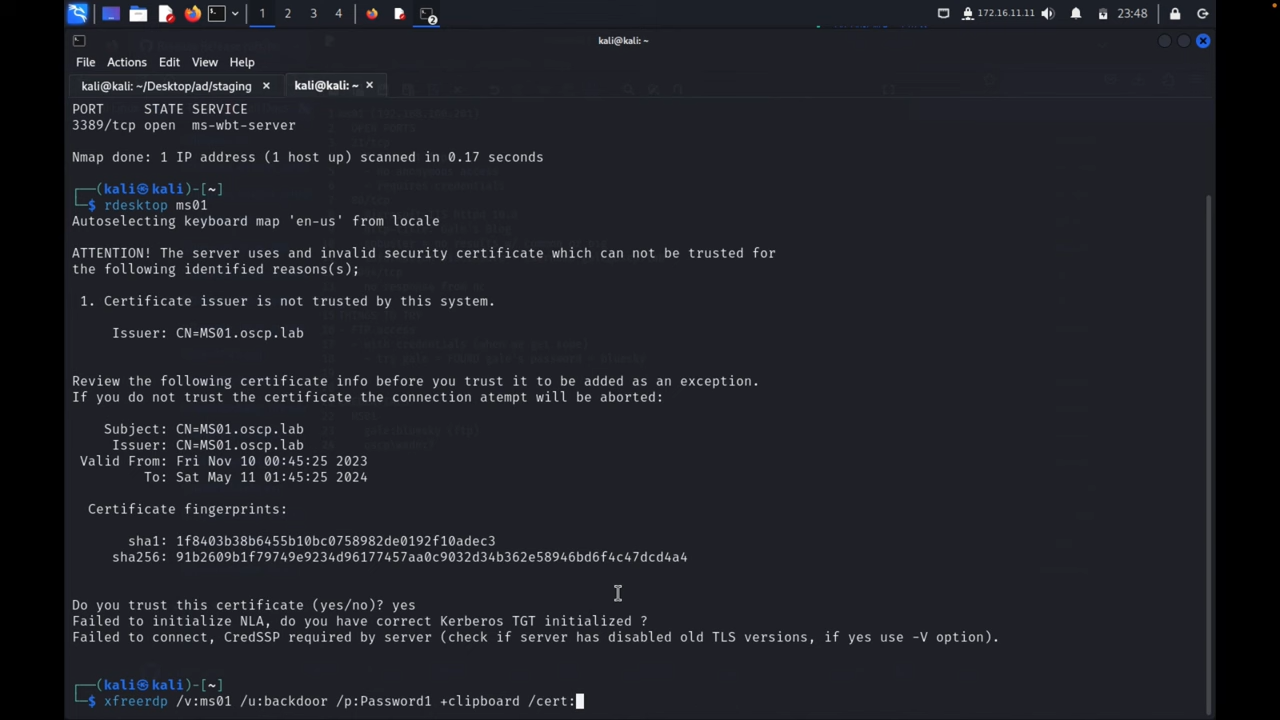 1 2 3 4 2 172.16.11.11 23:48
kali@kali: ~
File Actions Edit View Help
kali@kali: ~/Desktop/ad/staging × kali@kali: ~ ×
PORT STATE SERVICE
3389/tcp open ms-wbt-server
Nmap done: 1 IP address (1 host up) scanned in 0.17 seconds
┌──(kali㉿kali)-[~]
└─$ rdesktop ms01
Autoselecting keyboard map 'en-us' from locale
ATTENTION! The server uses and invalid security certificate which can not be trusted for
the following identified reasons(s);
1. Certificate issuer is not trusted by this system.
Issuer: CN=MS01.oscp.lab
Review the following certificate info before you trust it to be added as an exception.
If you do not trust the certificate the connection atempt will be aborted:
Subject: CN=MS01.oscp.lab
Issuer: CN=MS01.oscp.lab
Valid From: Fri Nov 10 00:45:25 2023
To: Sat May 11 01:45:25 2024
Certificate fingerprints:
sha1: 1f8403b38b6455b10bc0758982de0192f10adec3
sha256: 91b2609b1f79749e9234d96177457aa0c9032d34b362e58946bd6f4c47dcd4a4
Do you trust this certificate (yes/no)? yes
Failed to initialize NLA, do you have correct Kerberos TGT initialized ?
Failed to connect, CredSSP required by server (check if server has disabled old TLS versions, if yes use -V option).
┌──(kali㉿kali)-[~]
└─$ xfreerdp /v:ms01 /u:backdoor /p:Password1 +clipboard /cert: